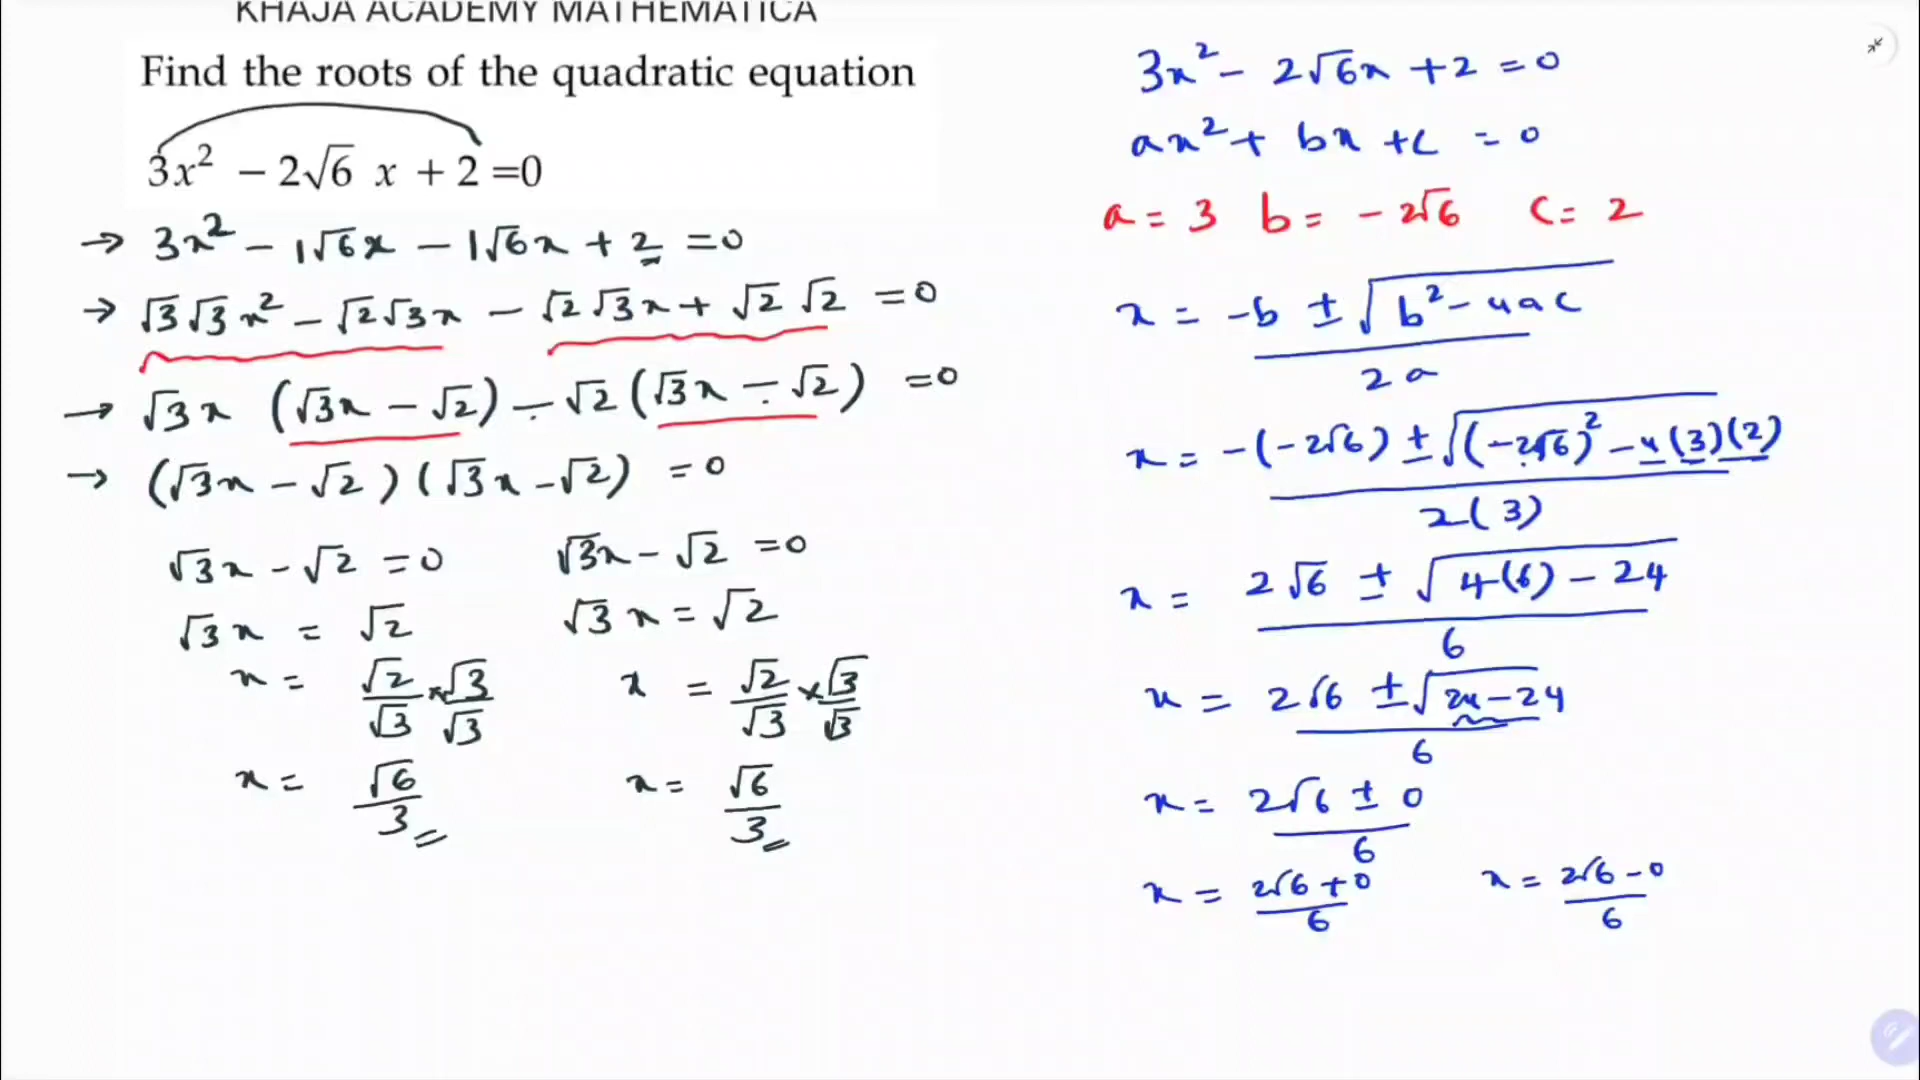 KHAJA ACADEMY MATHEMATICA
Find the roots of the quadratic equation
3x² − 2√6 x + 2 =0
→ 3x² − 1√6x − 1√6x + 2 =0
→ √3√3x² − √2√3x − √2√3x + √2√2 =0
→ √3x (√3x − √2) − √2(√3x − √2) =0
→ (√3x − √2)(√3x − √2) =0
√3x − √2 =0 √3x − √2 =0
√3x = √2 √3x = √2
x = √2/√3 × √3/√3 x = √2/√3 × √3/√3
x = √6/3 x = √6/3
3x² − 2√6x + 2 =0
ax² + bx + c =0
a = 3 b = −2√6 c = 2
x = −b ± √b² − 4ac / 2a
x = −(−2√6) ± √(−2√6)² − 4(3)(2) / 2(3)
x = 2√6 ± √4(6) − 24 / 6
x = 2√6 ± √24 − 24 / 6
x = 2√6 ± 0 / 6
x = 2√6 + 0 / 6 x = 2√6 − 0 / 6